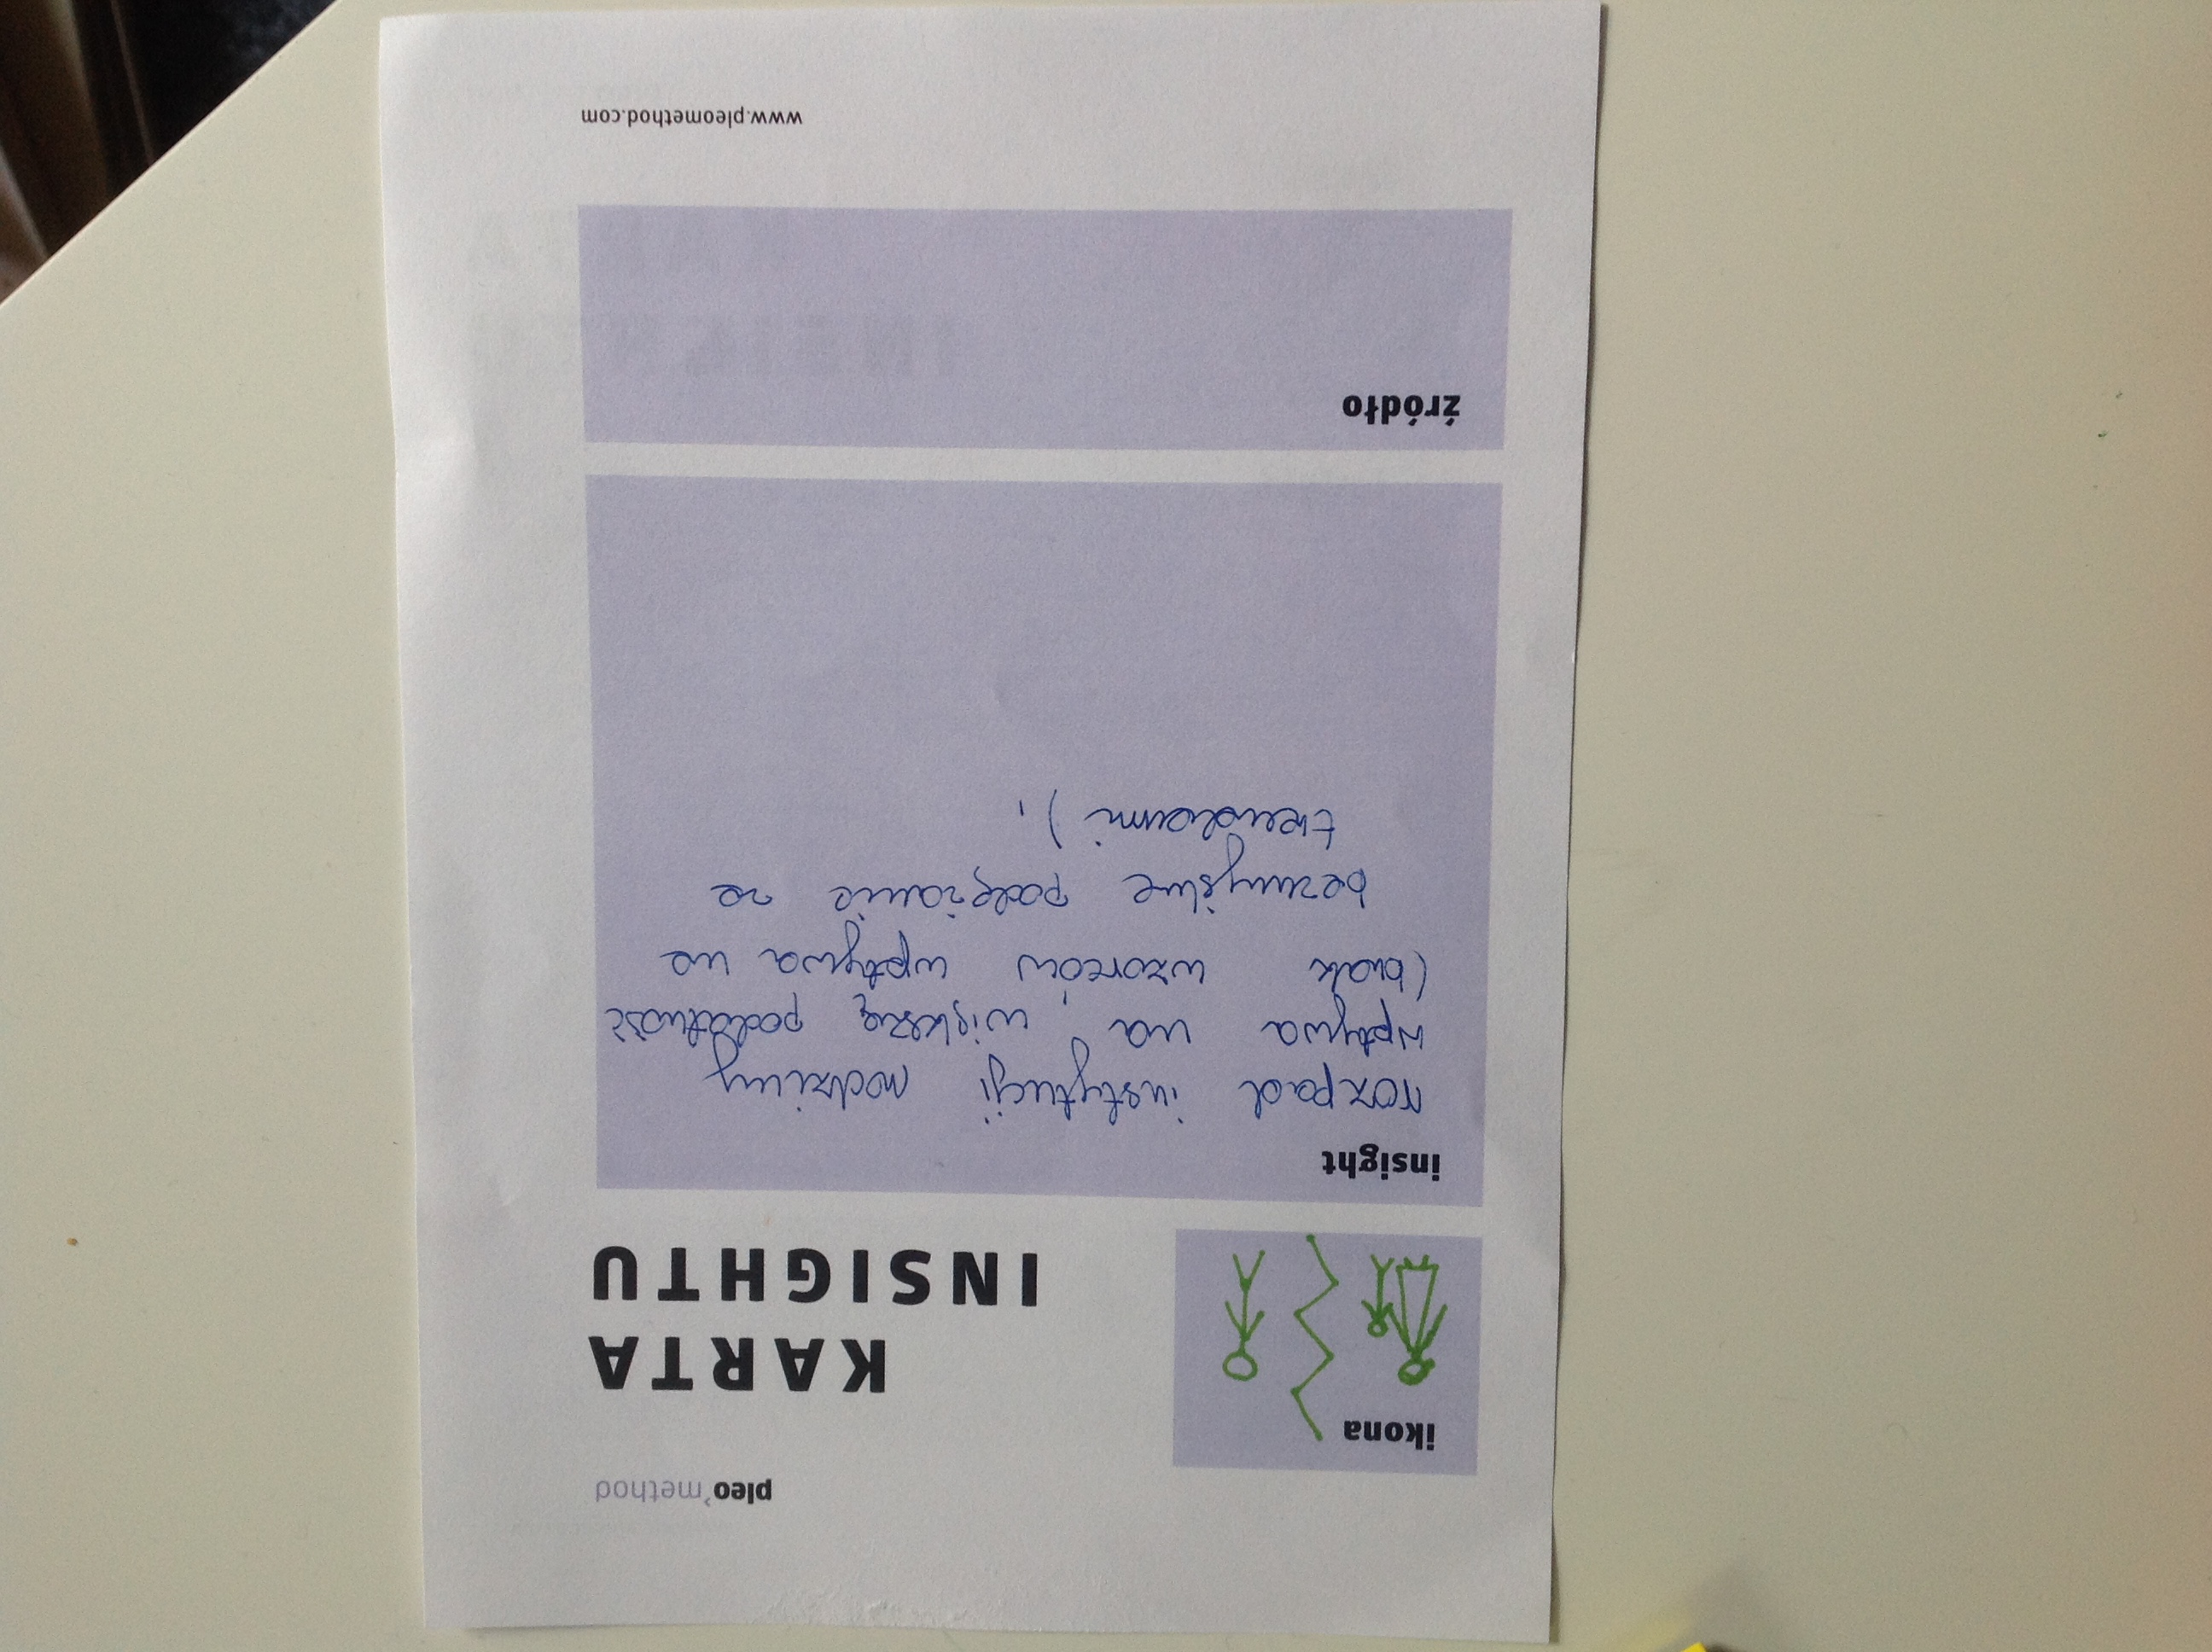 pleo'method
ikona
KARTA
INSIGHTU
insight
rozpad instytucji rodziny
wpływa na większą podatność
(brak wzorców wpływa na
bezmyślne podążanie za
trendami).
źródło
www.pleomethod.com